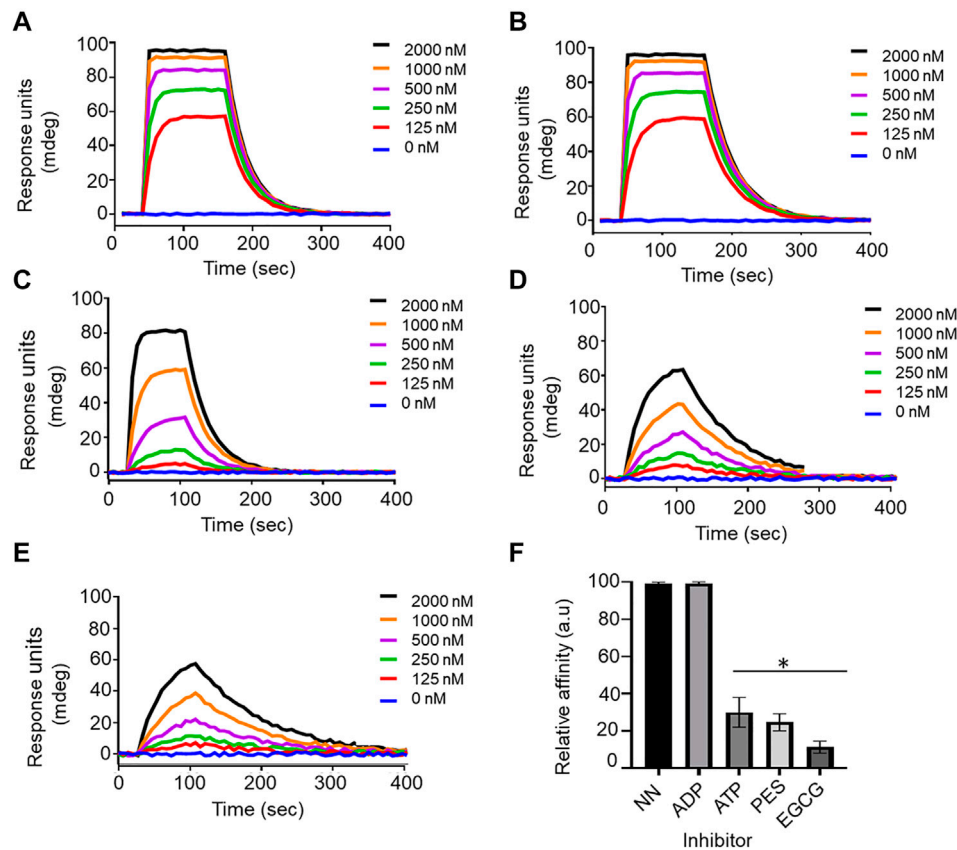 A
Response units
(mdeg)
100
80
60
40
20
0
0
100
200
300
400
Time (sec)
2000 nM
1000 nM
500 nM
250 nM
125 nM
0 nM
B
Response units
(mdeg)
100
80
60
40
20
0
0
100
200
300
400
Time (sec)
2000 nM
1000 nM
500 nM
250 nM
125 nM
0 nM
C
Response units
(mdeg)
100
80
60
40
20
0
0
100
200
300
400
Time (sec)
2000 nM
1000 nM
500 nM
250 nM
125 nM
0 nM
D
Response units
(mdeg)
100
80
60
40
20
0
0
100
200
300
400
Time (sec)
2000 nM
1000 nM
500 nM
250 nM
125 nM
0 nM
E
Response units
(mdeg)
100
80
60
40
20
0
0
100
200
300
400
Time (sec)
2000 nM
1000 nM
500 nM
250 nM
125 nM
0 nM
F
Relative affinity (a.u)
100
80
60
40
20
0
*
NN
ADP
ATP
PES
EGCG
Inhibitor